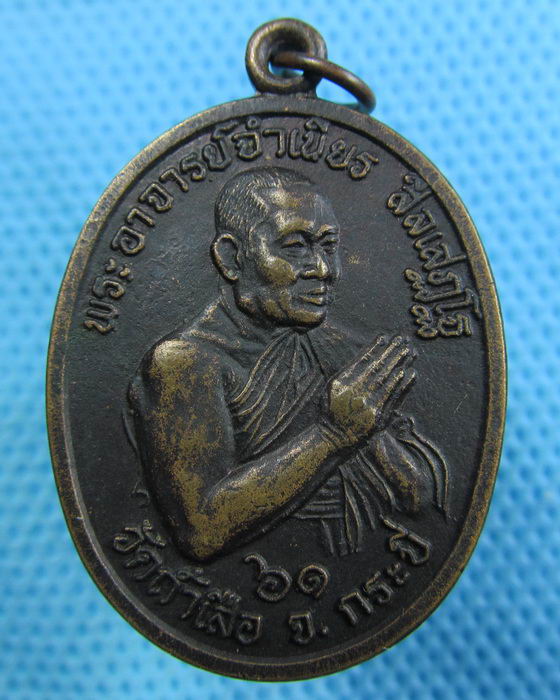 พระอาจารย์จำเนียร สีลเสฏฺโฐ
๖๑
วัดถ้ำเสือ จ. กระบี่